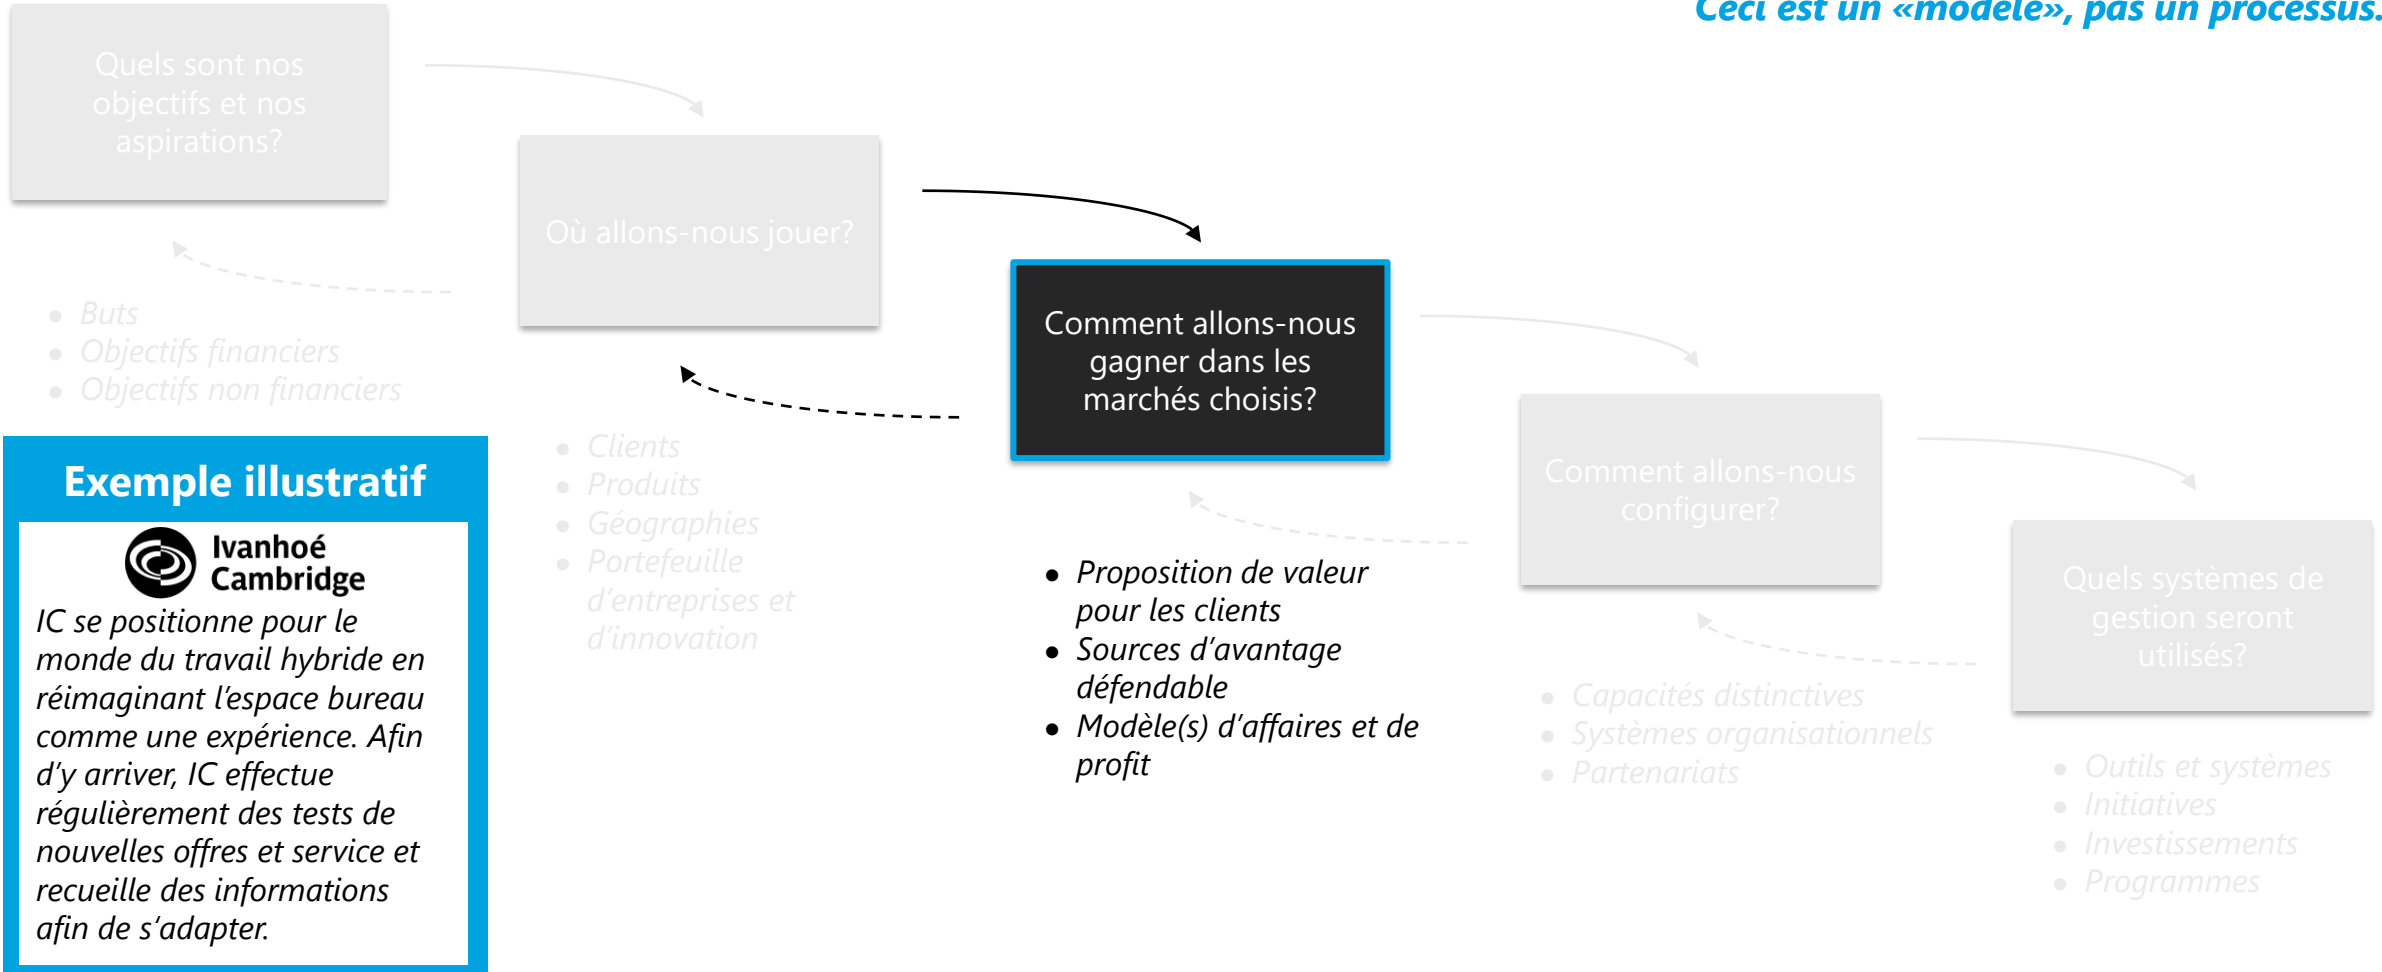 Ceci est un «modèle», pas un processus.
Quels sont nos
objectifs et nos
aspirations?
● Buts
● Objectifs financiers
● Objectifs non financiers
Où allons-nous jouer?
● Clients
● Produits
● Géographies
● Portefeuille
d'entreprises et
d'innovation
Comment allons-nous
gagner dans les
marchés choisis?
● Proposition de valeur
pour les clients
● Sources d'avantage
défendable
● Modèle(s) d'affaires et de
profit
Comment allons-nous
configurer?
● Capacités distinctives
● Systèmes organisationnels
● Partenariats
Quels systèmes de
gestion seront
utilisés?
● Outils et systèmes
● Initiatives
● Investissements
● Programmes
Exemple illustratif
Ivanhoé
Cambridge
IC se positionne pour le
monde du travail hybride en
réimaginant l'espace bureau
comme une expérience. Afin
d'y arriver, IC effectue
régulièrement des tests de
nouvelles offres et service et
recueille des informations
afin de s'adapter.